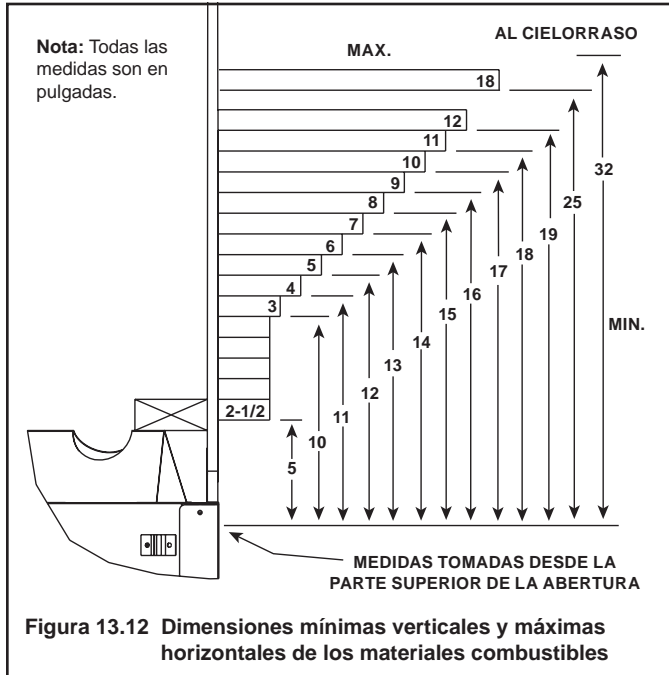 Nota: Todas las
medidas son en
pulgadas.
MAX.
AL CIELORRASO
18
12
11
10
9
8
7
6
5
4
3
2-1/2
5
10
11
12
13
14
15
16
17
18
19
25
32
MIN.
MEDIDAS TOMADAS DESDE LA
PARTE SUPERIOR DE LA ABERTURA
Figura 13.12 Dimensiones mínimas verticales y máximas
horizontales de los materiales combustibles